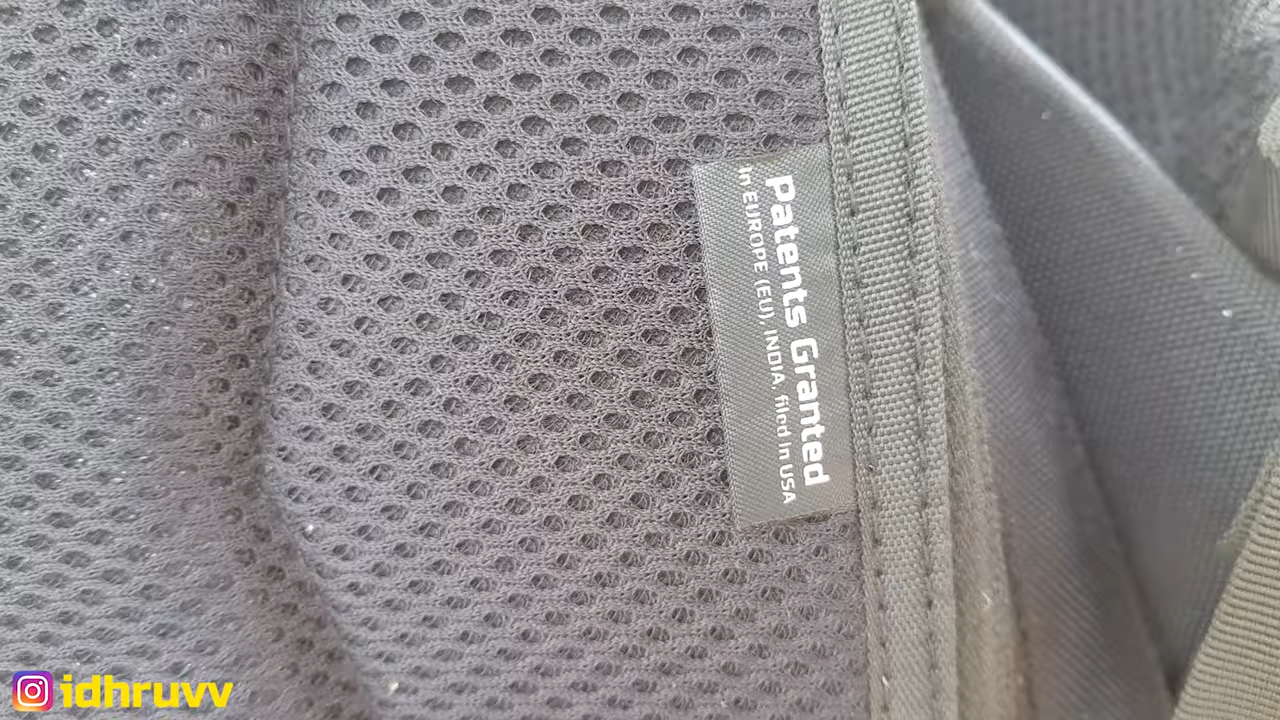 Patents Granted
in EUROPE (EU), INDIA, filed in USA
idhruvv